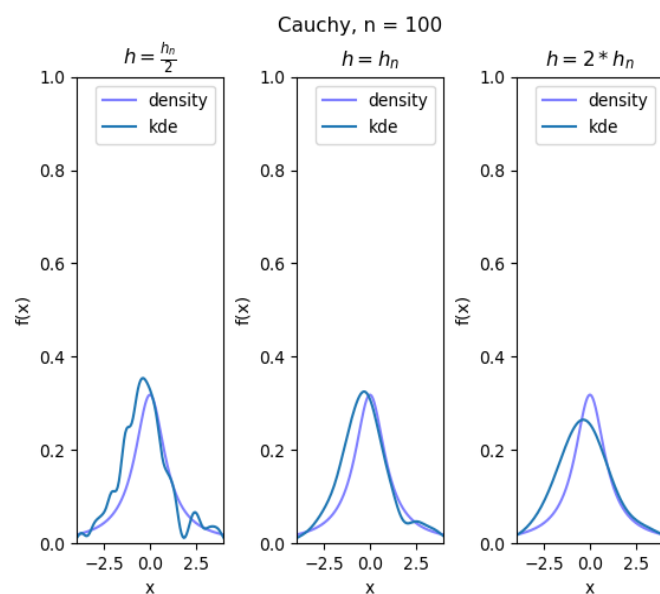 Cauchy, n = 100
h = h_n/2
h = h_n
h = 2 * h_n
density
kde
density
kde
density
kde
1.0
0.8
0.6
0.4
0.2
0.0
1.0
0.8
0.6
0.4
0.2
0.0
1.0
0.8
0.6
0.4
0.2
0.0
f(x)
f(x)
f(x)
−2.5 0.0 2.5
−2.5 0.0 2.5
−2.5 0.0 2.5
x
x
x